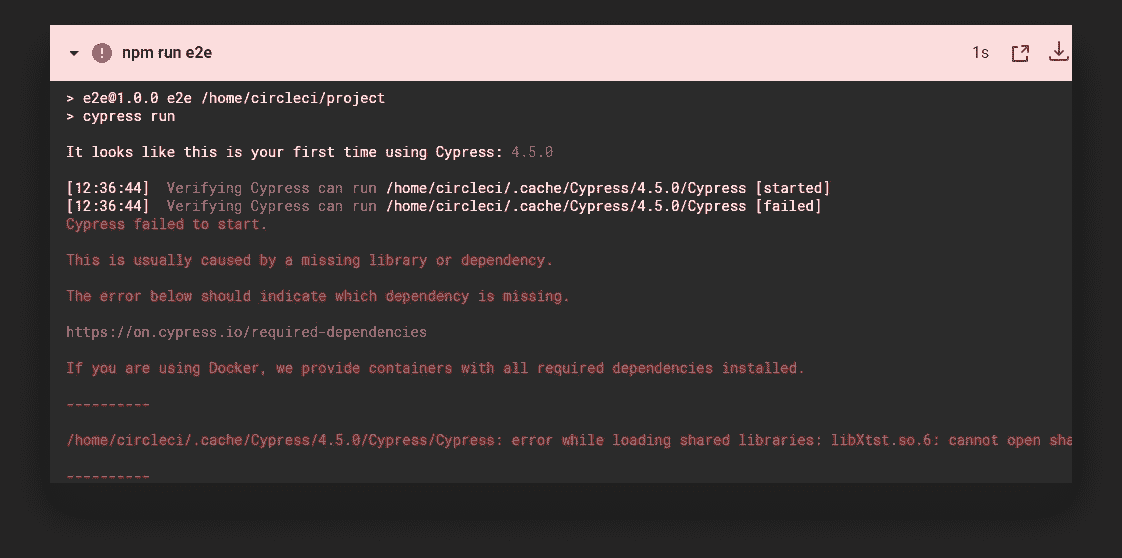 npm run e2e 1s
> e2e@1.0.0 e2e /home/circleci/project
> cypress run
It looks like this is your first time using Cypress: 4.5.0
[12:36:44] Verifying Cypress can run /home/circleci/.cache/Cypress/4.5.0/Cypress [started]
[12:36:44] Verifying Cypress can run /home/circleci/.cache/Cypress/4.5.0/Cypress [failed]
Cypress failed to start.
This is usually caused by a missing library or dependency.
The error below should indicate which dependency is missing.
https://on.cypress.io/required-dependencies
If you are using Docker, we provide containers with all required dependencies installed.
----------
/home/circleci/.cache/Cypress/4.5.0/Cypress/Cypress: error while loading shared libraries: libXtst.so.6: cannot open sha
----------